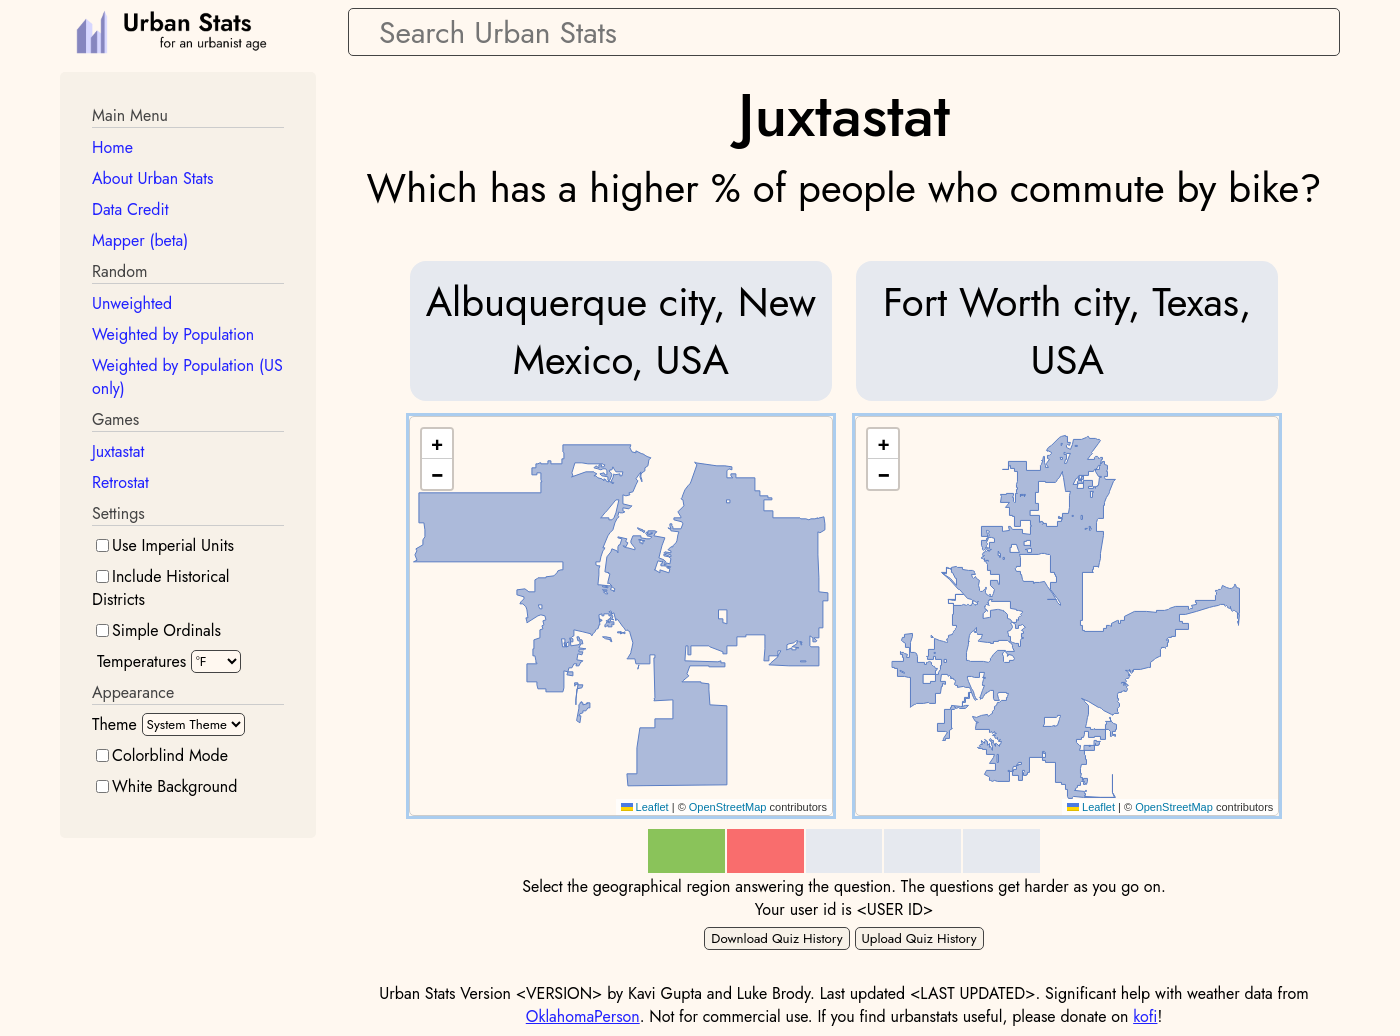 Urban Stats
for an urbanist age
Search Urban Stats
Main Menu
Home
About Urban Stats
Data Credit
Mapper (beta)
Random
Unweighted
Weighted by Population
Weighted by Population (US
only)
Games
Juxtastat
Retrostat
Settings
Use Imperial Units
Include Historical
Districts
Simple Ordinals
Temperatures °F
Appearance
Theme System Theme
Colorblind Mode
White Background
Juxtastat
Which has a higher % of people who commute by bike?
Albuquerque city, New
Mexico, USA
+
−
Leaflet | © OpenStreetMap contributors
Fort Worth city, Texas,
USA
+
−
Leaflet | © OpenStreetMap contributors
Select the geographical region answering the question. The questions get harder as you go on.
Your user id is <USER ID>
Download Quiz History Upload Quiz History
Urban Stats Version <VERSION> by Kavi Gupta and Luke Brody. Last updated <LAST UPDATED>. Significant help with weather data from
OklahomaPerson. Not for commercial use. If you find urbanstats useful, please donate on kofi!